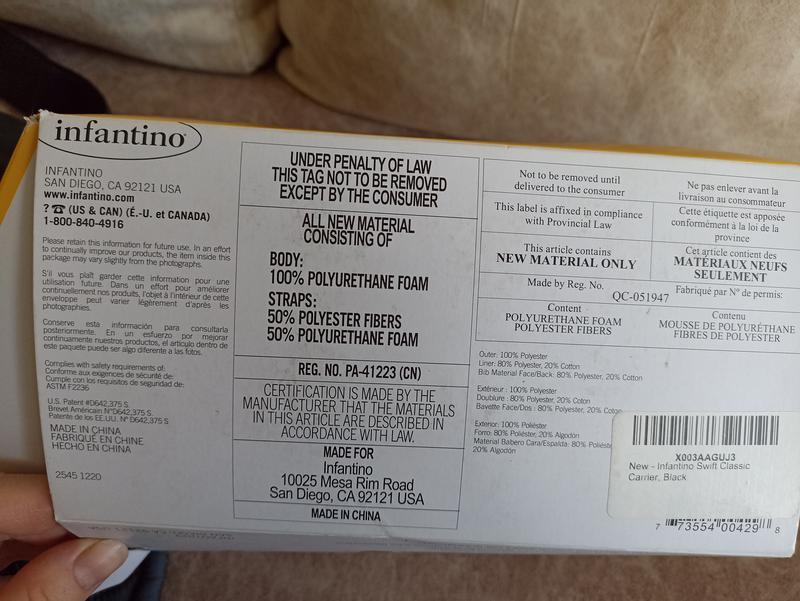 infantino
INFANTINO
SAN DIEGO, CA 92121 USA
www.infantino.com
? ☎ (US & CAN) (É.-U. et CANADA)
1-800-840-4916
Please retain this information for future use. In an effort
to continually improve our products, the item inside this
package may vary slightly from the photographs.
S'il vous plaît garder cette information pour une
utilisation future. Dans un effort pour améliorer
continuellement nos produits, l'objet à l'intérieur de cette
enveloppe peut varier légèrement d'après les
photographies.
Conserve esta información para consultarla
posteriormente. En un esfuerzo por mejorar
continuamente nuestros productos, el artículo dentro de
este paquete puede ser algo diferente a las fotos.
Complies with safety requirements of:
Conforme aux exigences de sécurité de:
Cumple con los requisitos de seguridad de:
ASTM F2236
U.S. Patent #D642,375 S
Brevet Américain N°D642,375 S
Patente de los EE.UU. N° D642,375 S
MADE IN CHINA
FABRIQUÉ EN CHINE
HECHO EN CHINA
2545 1220
UNDER PENALTY OF LAW
THIS TAG NOT TO BE REMOVED
EXCEPT BY THE CONSUMER
ALL NEW MATERIAL
CONSISTING OF
BODY:
100% POLYURETHANE FOAM
STRAPS:
50% POLYESTER FIBERS
50% POLYURETHANE FOAM
REG. NO. PA-41223 (CN)
CERTIFICATION IS MADE BY THE
MANUFACTURER THAT THE MATERIALS
IN THIS ARTICLE ARE DESCRIBED IN
ACCORDANCE WITH LAW.
MADE FOR
Infantino
10025 Mesa Rim Road
San Diego, CA 92121 USA
MADE IN CHINA
Not to be removed until
delivered to the consumer
Ne pas enlever avant la
livraison au consommateur
This label is affixed in compliance
with Provincial Law
Cette étiquette est apposée
conformément à la loi de la
province
This article contains
NEW MATERIAL ONLY
Cet article contient des
MATÉRIAUX NEUFS
SEULEMENT
Made by Reg. No.
QC-051947
Fabriqué par N° de permis:
Content
POLYURETHANE FOAM
POLYESTER FIBERS
Contenu
MOUSSE DE POLYURÉTHANE
FIBRES DE POLYESTER
Outer: 100% Polyester
Liner: 80% Polyester, 20% Cotton
Bib Material Face/Back: 80% Polyester, 20% Cotton
Extérieur : 100% Polyester
Doublure : 80% Polyester, 20% Coton
Bavette Face/Dos : 80% Polyester, 20% Coton
Exterior: 100% Poliéster
Forro: 80% Poliéster, 20% Algodón
Material Babero Cara/Espalda: 80% Poliéster
20% Algodón
X003AAGUJ3
New - Infantino Swift Classic
Carrier, Black
7 73554 00429 8